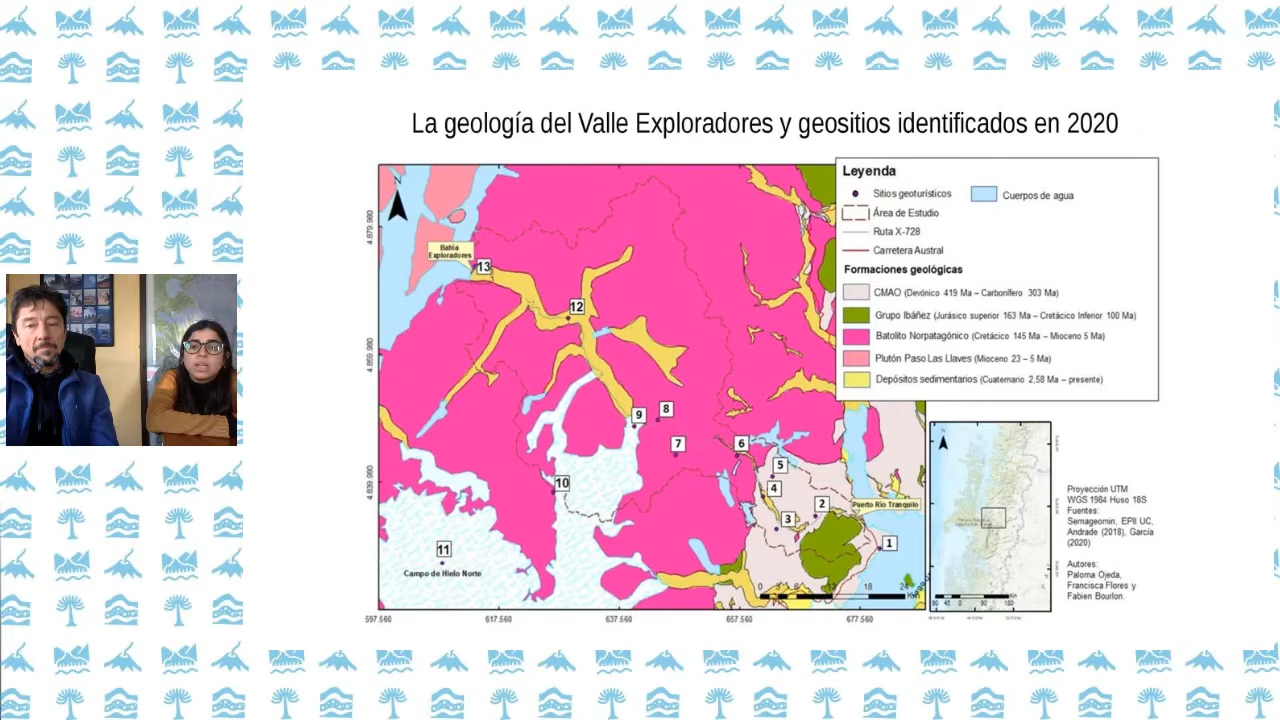 La geología del Valle Exploradores y geositios identificados en 2020
Leyenda
Sitios geoturísticos
Cuerpos de agua
Área de Estudio
Ruta X-728
Carretera Austral
Formaciones geológicas
CMAO (Devónico 419 Ma – Carbonífero 303 Ma)
Grupo Ibáñez (Jurásico superior 163 Ma – Cretácico Inferior 100 Ma)
Batolito Norpatagónico (Cretácico 145 Ma – Mioceno 5 Ma)
Plutón Paso Las Llaves (Mioceno 23 – 5 Ma)
Depósitos sedimentarios (Cuaternario 2,58 Ma – presente)
N
Bahía
Exploradores
13
12
9
8
7
6
5
4
3
2
1
10
11
Puerto Río Tranquilo
Campo de Hielo Norte
4.879.980
4.859.980
4.839.980
597.560
617.560
637.560
657.560
677.560
0
3
6
18
24
Proyección UTM
WGS 1984 Huso 18S
Fuentes:
Sernageomin, EPII UC,
Andrade (2018), García
(2020)
Autores:
Paloma Ojeda,
Francisca Flores y
Fabien Bourlon.